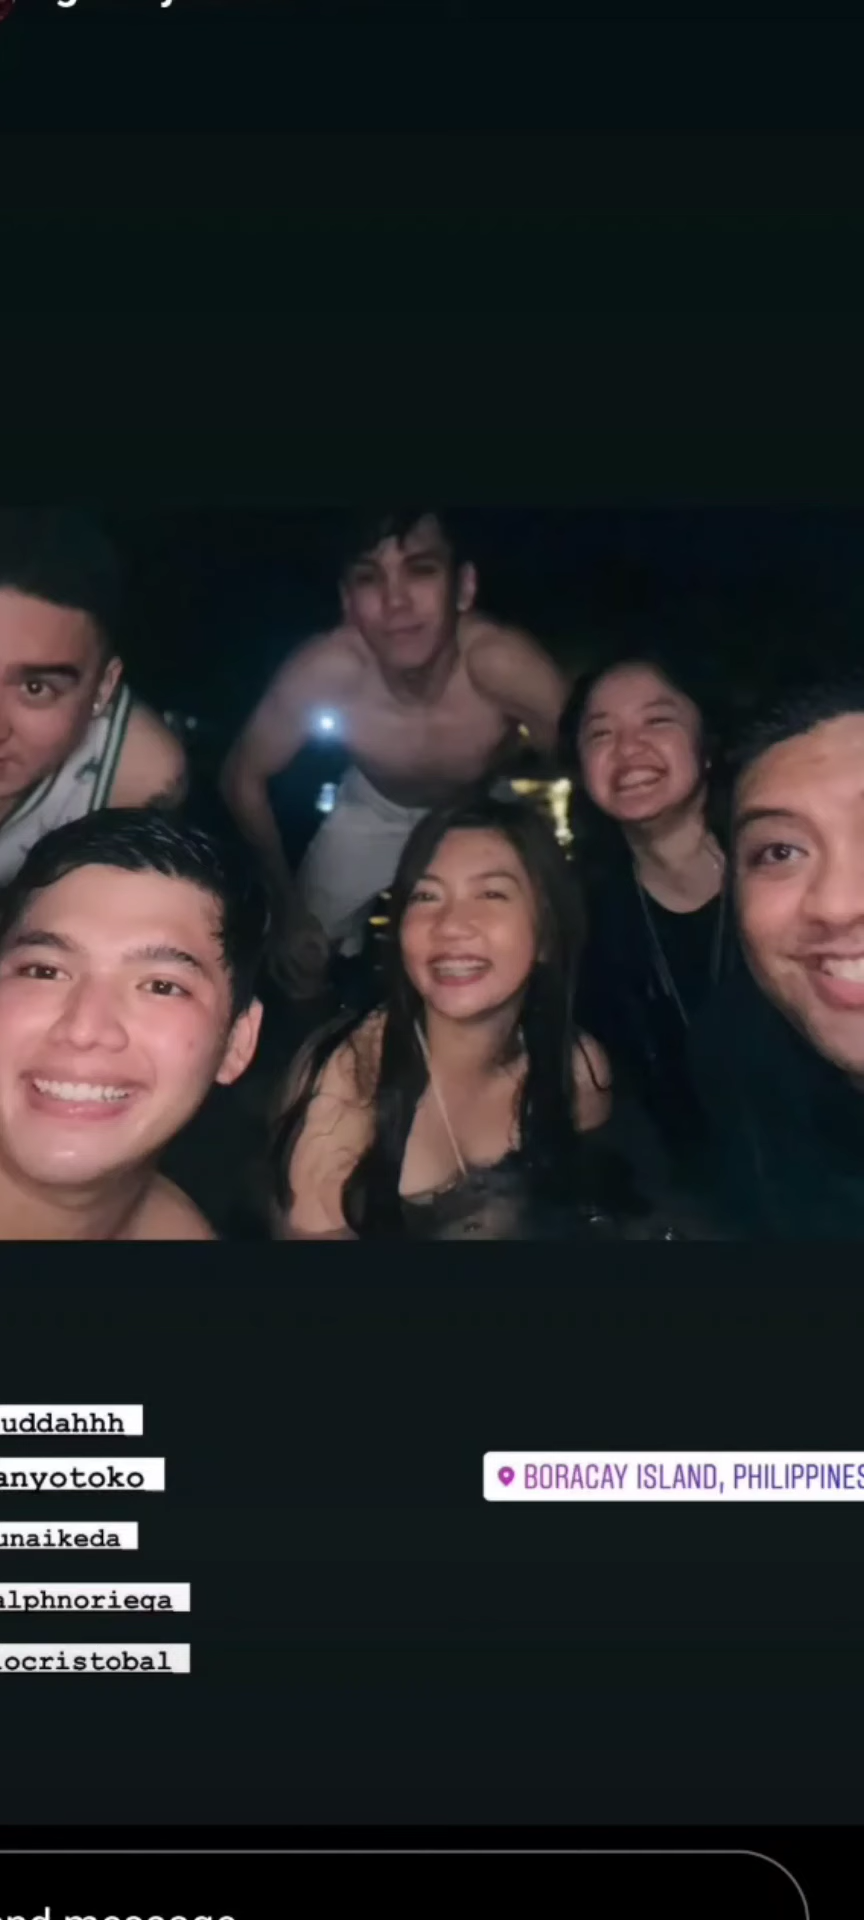 uddahhh
anyotoko
unaikeda
BORACAY ISLAND, PHILIPPINES
alphnoriega
ocristobal